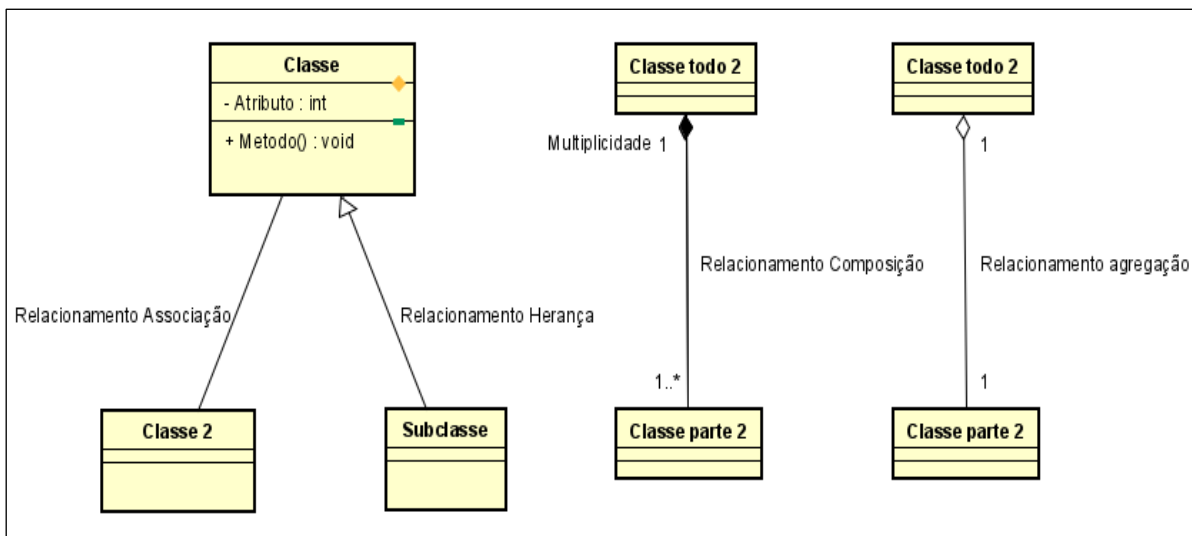 Classe
- Atributo : int
+ Metodo() : void
Classe todo 2
Classe todo 2
Multiplicidade 1
1
Relacionamento Composição
Relacionamento agregação
Relacionamento Associação
Relacionamento Herança
1..*
1
Classe 2
Subclasse
Classe parte 2
Classe parte 2